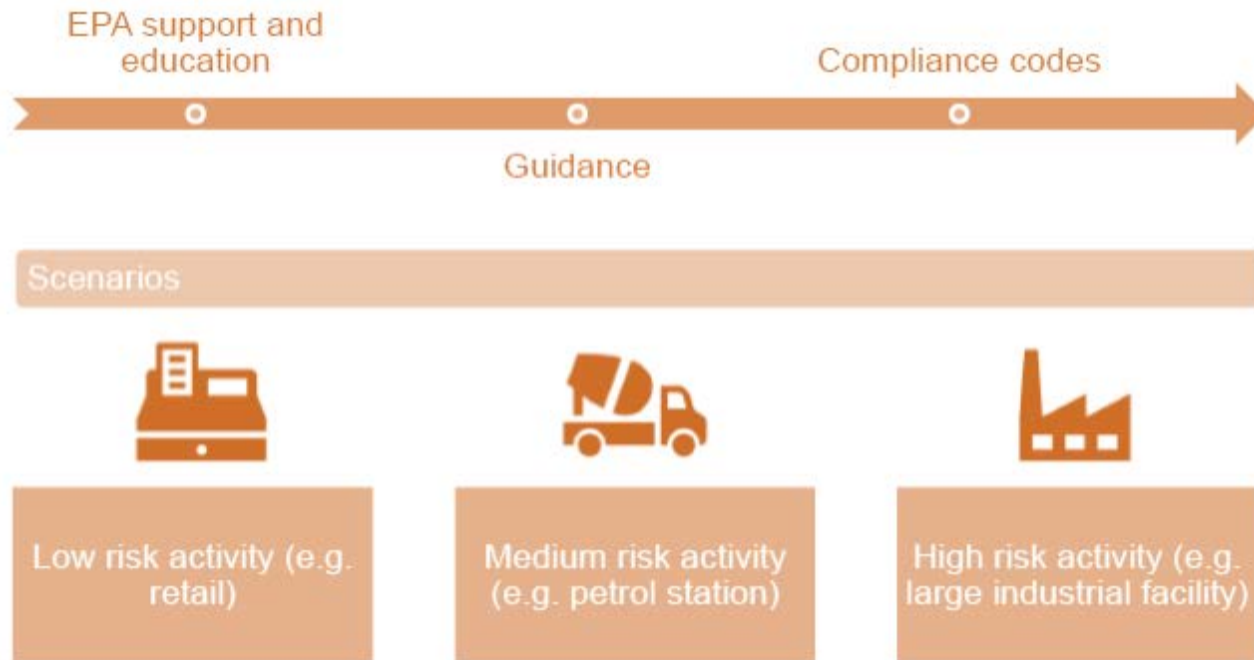 EPA support and
education
Compliance codes
Guidance
Scenarios
Low risk activity (e.g.
retail)
Medium risk activity
(e.g. petrol station)
High risk activity (e.g.
large industrial facility)